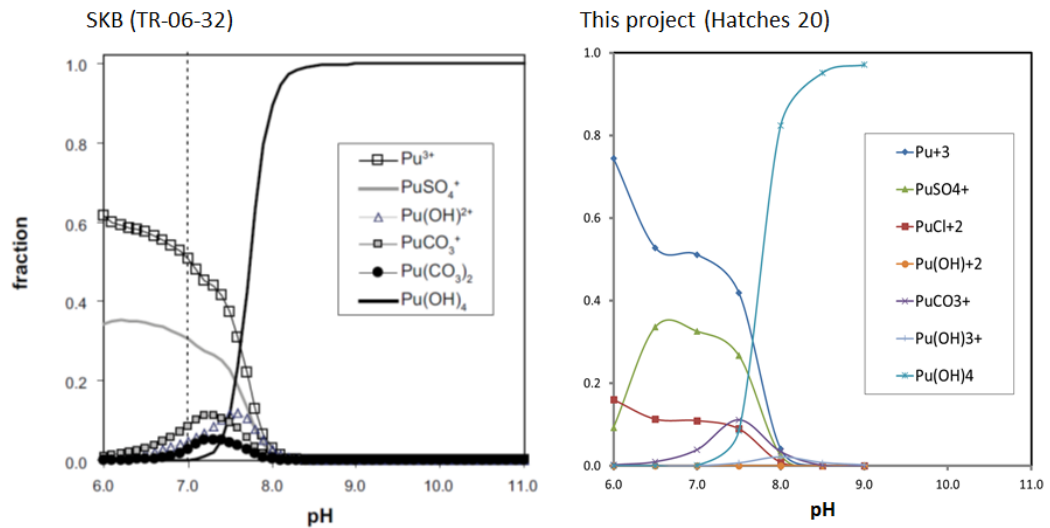 SKB (TR-06-32)
1.0
0.8
0.6
0.4
0.2
0.0
fraction
6.0 7.0 8.0 9.0 10.0 11.0
pH
Pu³⁺
PuSO₄⁺
Pu(OH)²⁺
PuCO₃⁺
Pu(CO₃)₂
Pu(OH)₄
This project (Hatches 20)
1.0
0.8
0.6
0.4
0.2
0.0
6.0 7.0 8.0 9.0 10.0 11.0
pH
Pu+3
PuSO4+
PuCl+2
Pu(OH)+2
PuCO3+
Pu(OH)3+
Pu(OH)4